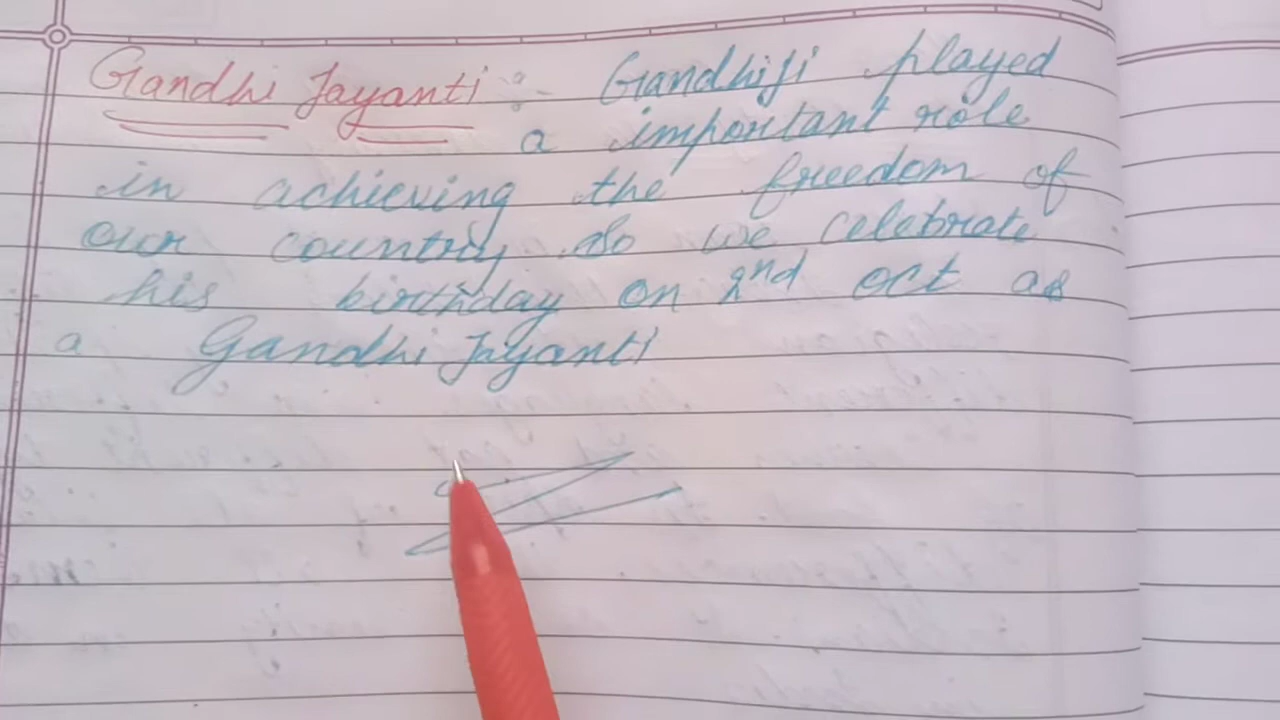 Gandhi Jayanti :- Gandhiji played
a important role
in achieving the freedom of
our country so we celebrate
his birthday on 2nd oct as
a Gandhi Jayanti